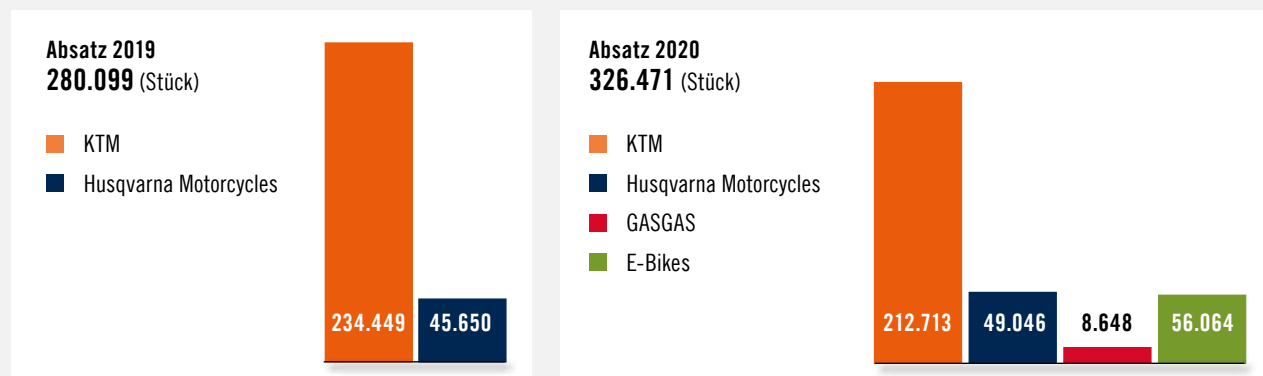 Absatz 2019
280.099 (Stück)
KTM
Husqvarna Motorcycles
234.449
45.650
Absatz 2020
326.471 (Stück)
KTM
Husqvarna Motorcycles
GASGAS
E-Bikes
212.713
49.046
8.648
56.064